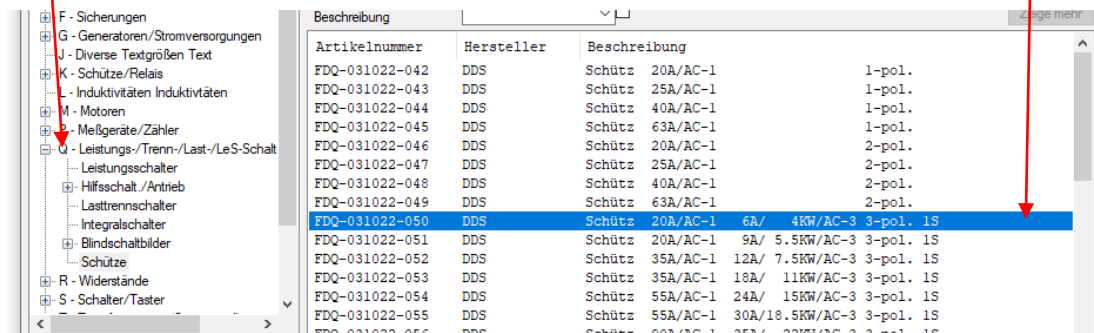 F - Sicherungen
G - Generatoren/Stromversorgungen
J - Diverse Textgrößen Text
K - Schütze/Relais
L - Induktivitäten Induktivtäten
M - Motoren
P - Meßgeräte/Zähler
Q - Leistungs-/Trenn-/Last-/LeS-Schalt
Leistungsschalter
Hilfsschalt./Antrieb
Lasttrennschalter
Integralschalter
Blindschaltbilder
Schütze
R - Widerstände
S - Schalter/Taster
Beschreibung
Zeige mehr
Artikelnummer Hersteller Beschreibung
FDQ-031022-042 DDS Schütz 20A/AC-1 1-pol.
FDQ-031022-043 DDS Schütz 25A/AC-1 1-pol.
FDQ-031022-044 DDS Schütz 40A/AC-1 1-pol.
FDQ-031022-045 DDS Schütz 63A/AC-1 1-pol.
FDQ-031022-046 DDS Schütz 20A/AC-1 2-pol.
FDQ-031022-047 DDS Schütz 25A/AC-1 2-pol.
FDQ-031022-048 DDS Schütz 40A/AC-1 2-pol.
FDQ-031022-049 DDS Schütz 63A/AC-1 2-pol.
FDQ-031022-050 DDS Schütz 20A/AC-1 6A/ 4KW/AC-3 3-pol. 1S
FDQ-031022-051 DDS Schütz 20A/AC-1 9A/ 5.5KW/AC-3 3-pol. 1S
FDQ-031022-052 DDS Schütz 35A/AC-1 12A/ 7.5KW/AC-3 3-pol. 1S
FDQ-031022-053 DDS Schütz 35A/AC-1 18A/ 11KW/AC-3 3-pol. 1S
FDQ-031022-054 DDS Schütz 55A/AC-1 24A/ 15KW/AC-3 3-pol. 1S
FDQ-031022-055 DDS Schütz 55A/AC-1 30A/18.5KW/AC-3 3-pol. 1S